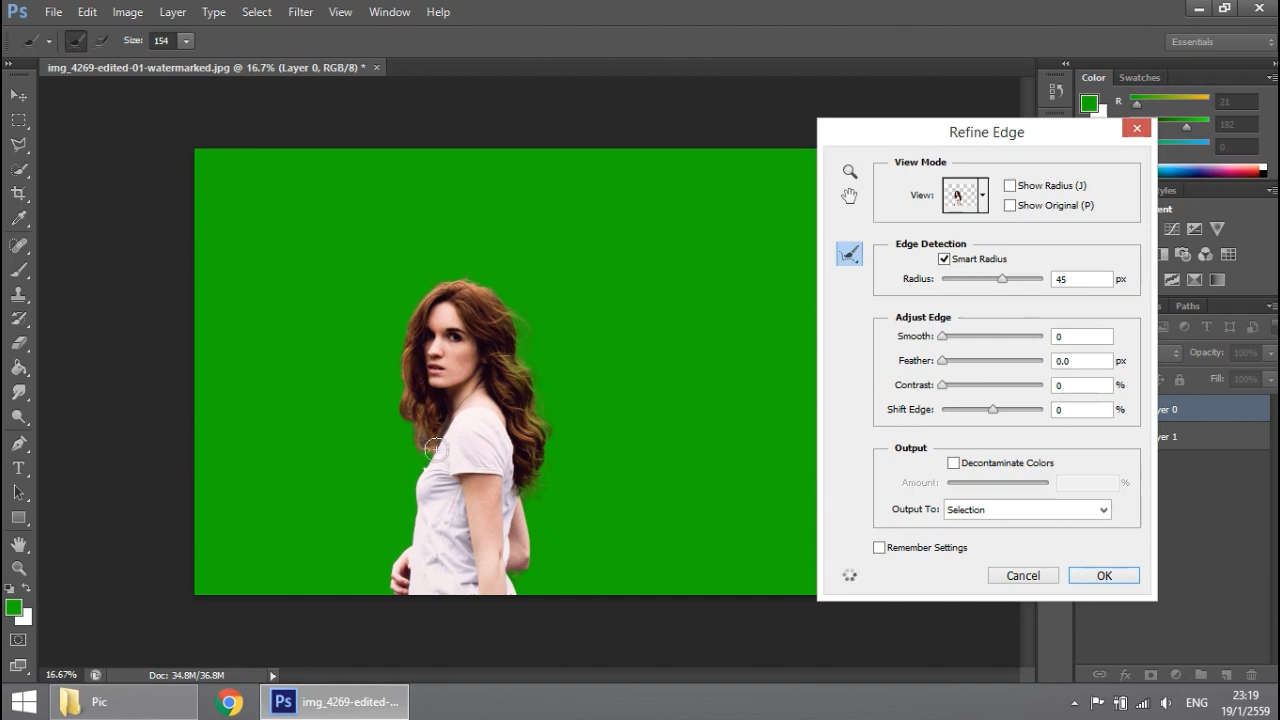 Ps File Edit Image Layer Type Select Filter View Window Help
Size: 154 Essentials
img_4269-edited-01-watermarked.jpg @ 16.7% (Layer 0, RGB/8) * ×
Color Swatches
R 21
182
0
Refine Edge
View Mode
View: Show Radius (J)
Show Original (P)
Edge Detection
Smart Radius
Radius: 45 px
Adjust Edge
Smooth: 0
Feather: 0.0 px
Contrast: 0 %
Shift Edge: 0 %
Output
Decontaminate Colors
Amount: %
Output To: Selection
Remember Settings
Cancel OK
Paths
Opacity: 100%
Fill: 100%
yer 0
yer 1
16.67% Doc: 34.8M/36.8M
Pic
Ps img_4269-edited-...
ENG
23:19
19/1/2559